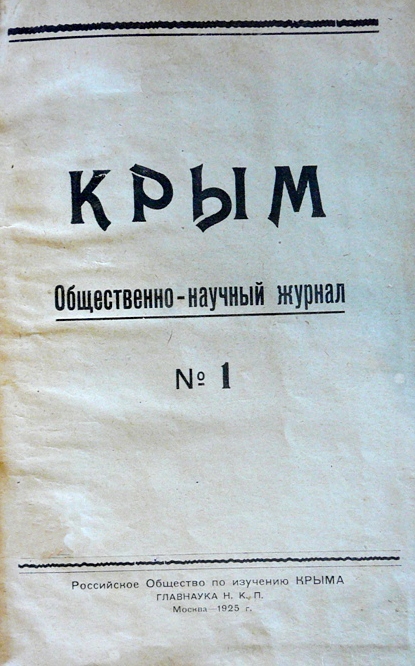 КРЫМ
Общественно-научный журнал
№ 1
Российское Общество по изучению КРЫМА
ГЛАВНАУКА Н. К. П.
Москва—1925 г.